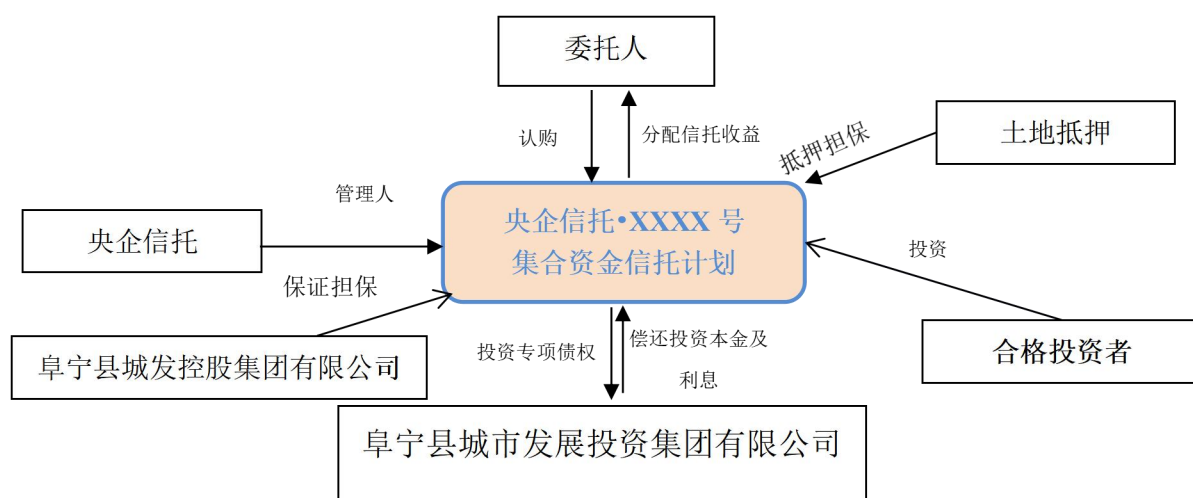 委托人
认购
分配信托收益
抵押担保
土地抵押
管理人
央企信托
央企信托•XXXX 号
集合资金信托计划
投资
保证担保
阜宁县城发控股集团有限公司
投资专项债权
偿还投资本金及
利息
合格投资者
阜宁县城市发展投资集团有限公司